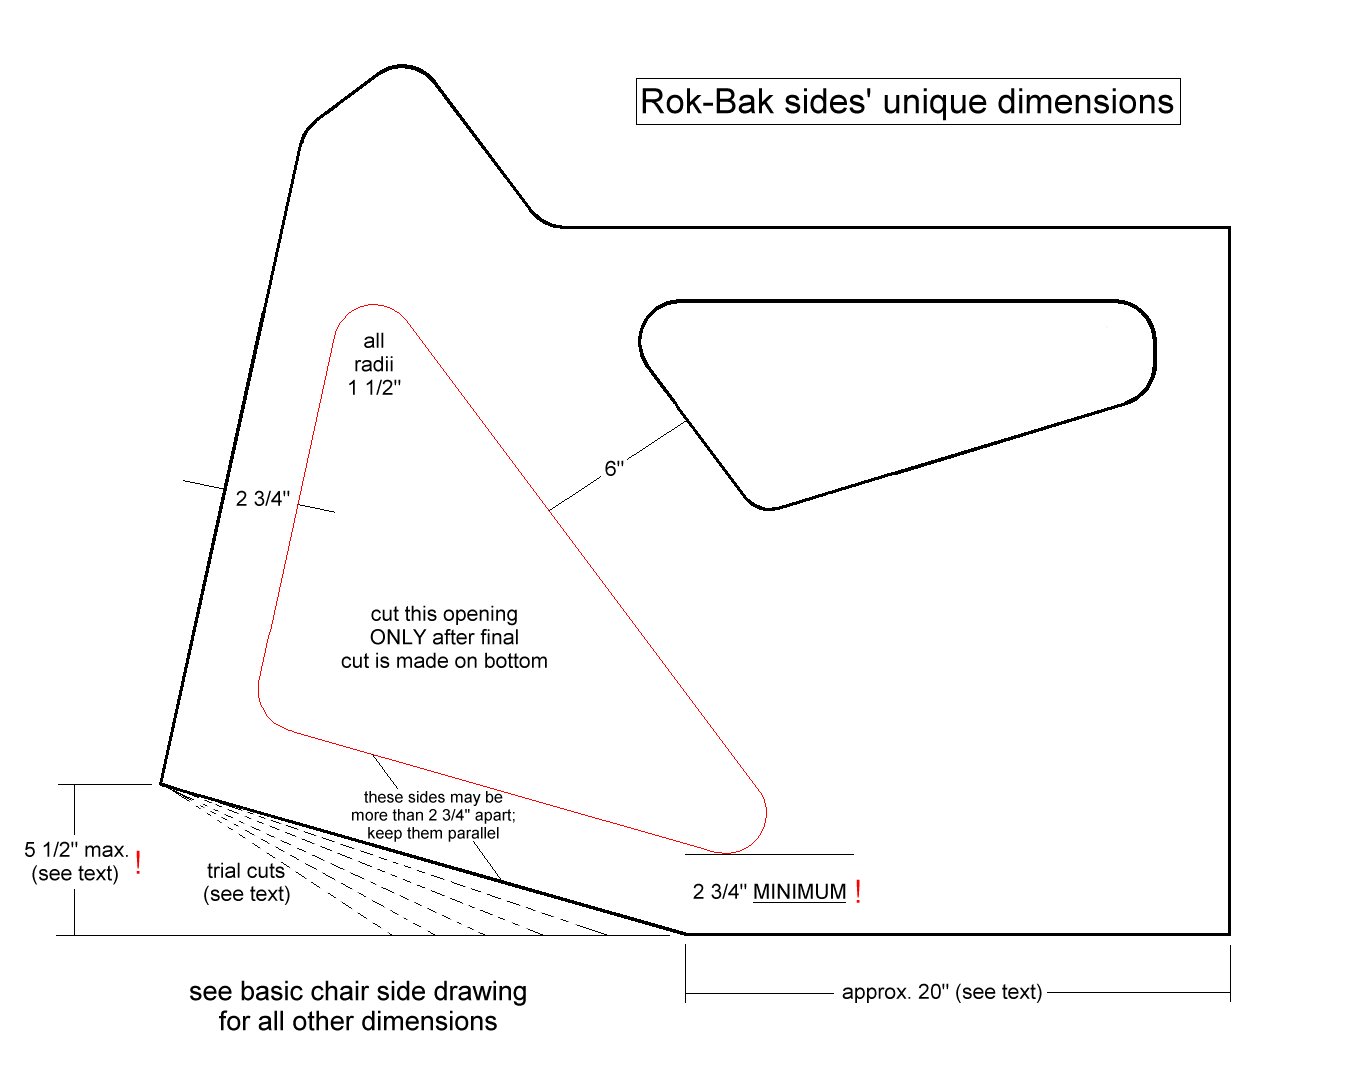 Rok-Bak sides' unique dimensions
all
radii
1 1/2"
6"
2 3/4"
cut this opening
ONLY after final
cut is made on bottom
these sides may be
more than 2 3/4" apart;
keep them parallel
5 1/2" max. !
(see text)
trial cuts
(see text)
2 3/4" MINIMUM !
see basic chair side drawing
for all other dimensions
approx. 20" (see text)